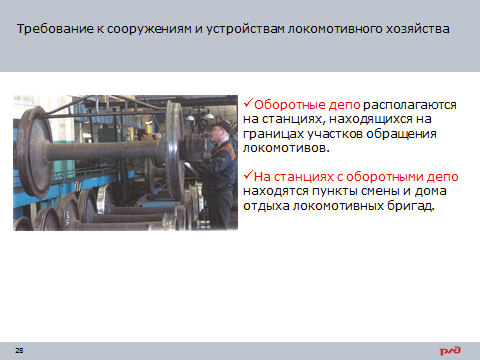 Требование к сооружениям и устройствам локомотивного хозяйства
✓Оборотные депо располагаются
на станциях, находящихся на
границах участков обращения
локомотивов.
✓На станциях с оборотными депо
находятся пункты смены и дома
отдыха локомотивных бригад.
28
ржд